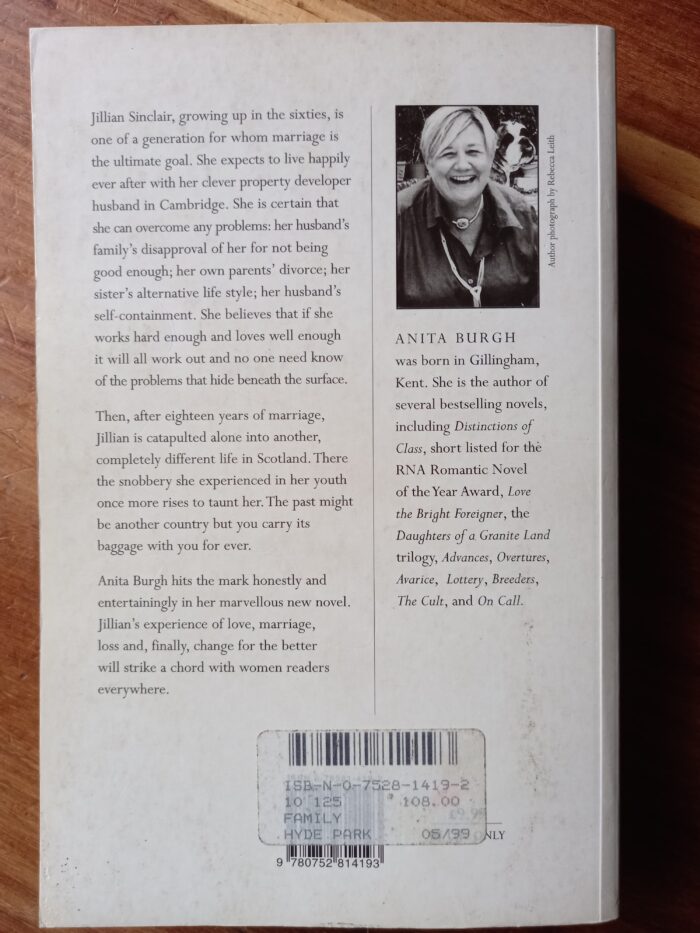 Jillian Sinclair, growing up in the sixties, is
one of a generation for whom marriage is
the ultimate goal. She expects to live happily
ever after with her clever property developer
husband in Cambridge. She is certain that
she can overcome any problems: her husband's
family's disapproval of her for not being
good enough; her own parents' divorce; her
sister's alternative life style; her husband's
self-containment. She believes that if she
works hard enough and loves well enough
it will all work out and no one need know
of the problems that hide beneath the surface.
Then, after eighteen years of marriage,
Jillian is catapulted alone into another,
completely different life in Scotland. There
the snobbery she experienced in her youth
once more rises to taunt her. The past might
be another country but you carry its
baggage with you for ever.
Anita Burgh hits the mark honestly and
entertainingly in her marvellous new novel.
Jillian's experience of love, marriage,
loss and, finally, change for the better
will strike a chord with women readers
everywhere.
Author photograph by Rebecca Leith
ANITA BURGH
was born in Gillingham,
Kent. She is the author of
several bestselling novels,
including Distinctions of
Class, short listed for the
RNA Romantic Novel
of the Year Award, Love
the Bright Foreigner, the
Daughters of a Granite Land
trilogy, Advances, Overtures,
Avarice, Lottery, Breeders,
The Cult, and On Call.
ISB-N-0-7528-1419-2
10 125 108.00
£9.99
FAMILY
HYDE PARK 05/99
9 780752 814193